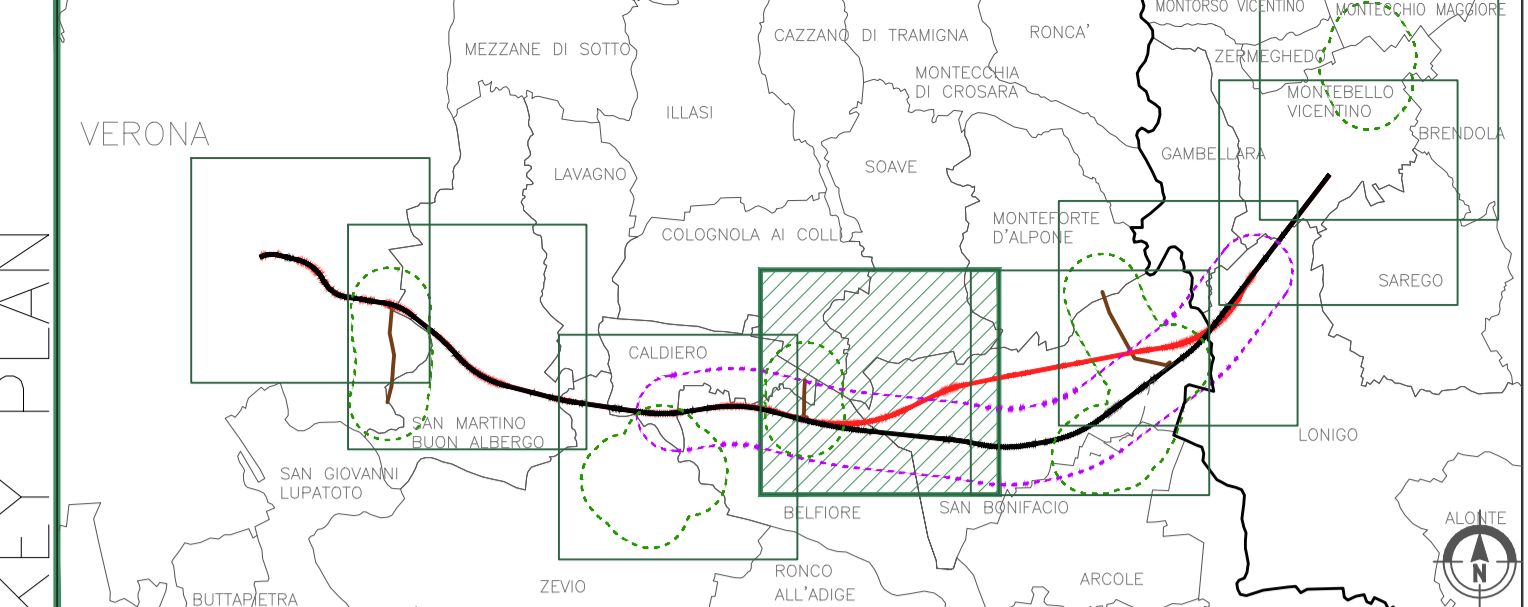 KEY PLAN
MONTORSO VICENTINO
MONTECCHIO MAGGIORE
MEZZANE DI SOTTO
CAZZANO DI TRAMIGNA
RONCA'
ZERMEGHEDO
MONTECCHIA
DI CROSARA
MONTEBELLO
VICENTINO
ILLASI
VERONA
BRENDOLA
GAMBELLARA
LAVAGNO
SOAVE
MONTEFORTE
D'ALPONE
COLOGNOLA AI COLLI
SAREGO
CALDIERO
SAN MARTINO
BUON ALBERGO
LONIGO
SAN GIOVANNI
LUPATOTO
BELFIORE
SAN BONIFACIO
ALONTE
ZEVIO
RONCO
ALL'ADIGE
ARCOLE
BUTTAPIETRA
N